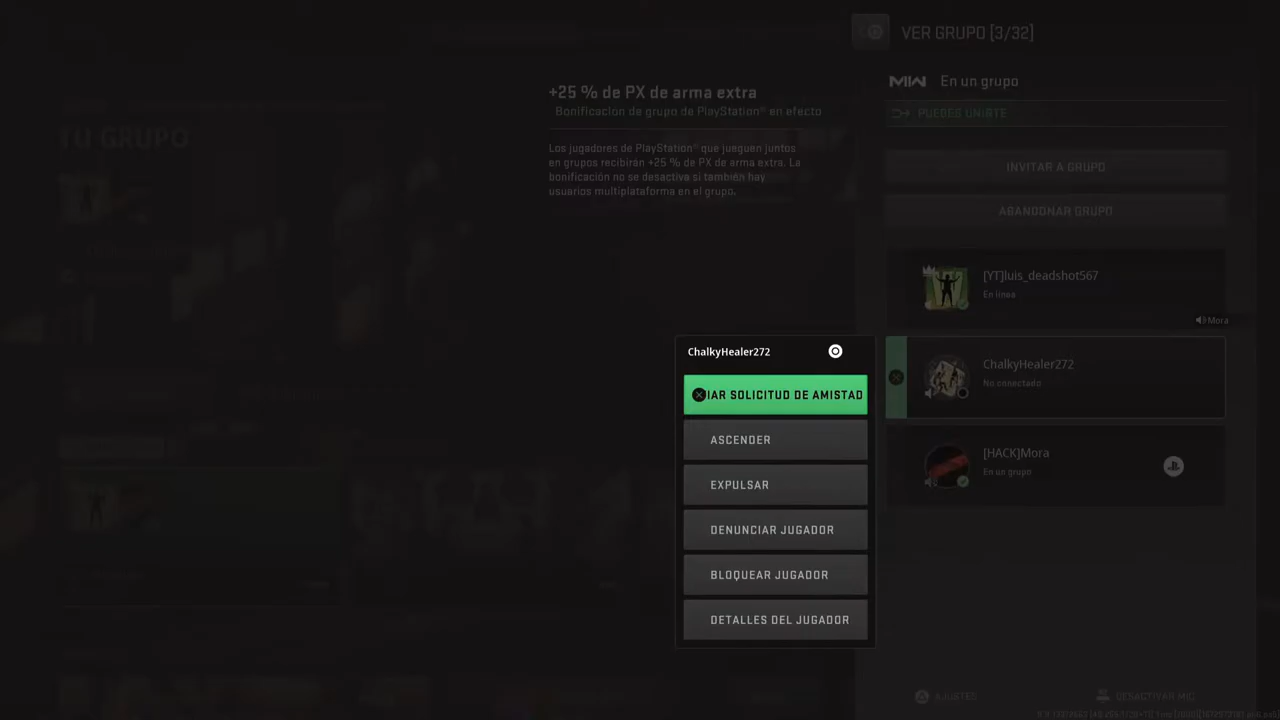 VER GRUPO [3/32]
+25 % de PX de arma extra
Bonificación de grupo de PlayStation® en efecto
Los jugadores de PlayStation® que jueguen juntos
en grupos recibirán +25 % de PX de arma extra. La
bonificación no se desactiva si también hay
usuarios multiplataforma en el grupo.
TU GRUPO
MW En un grupo
PUEDES UNIRTE
INVITAR A GRUPO
ABANDONAR GRUPO
[YT]luis_deadshot567
En línea
Mora
ChalkyHealer272
No conectado
[HACK]Mora
En un grupo
ChalkyHealer272
IAR SOLICITUD DE AMISTAD
ASCENDER
EXPULSAR
DENUNCIAR JUGADOR
BLOQUEAR JUGADOR
DETALLES DEL JUGADOR
AJUSTES
DESACTIVAR MIC